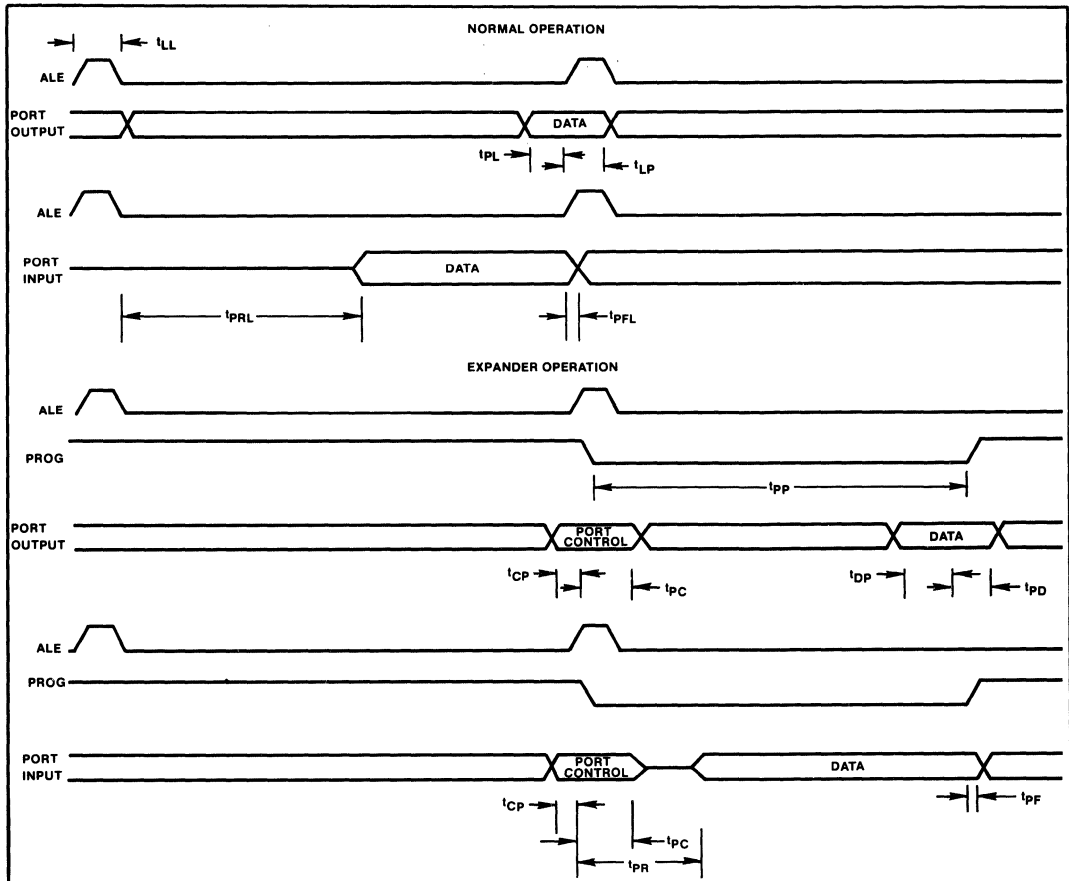 NORMAL OPERATION
tLL
ALE
PORT
OUTPUT
DATA
tPL
tLP
ALE
PORT
INPUT
DATA
tPRL
tPFL
EXPANDER OPERATION
ALE
PROG
tPP
PORT
OUTPUT
PORT
CONTROL
DATA
tCP
tPC
tDP
tPD
ALE
PROG
PORT
INPUT
PORT
CONTROL
DATA
tCP
tPC
tPF
tPR